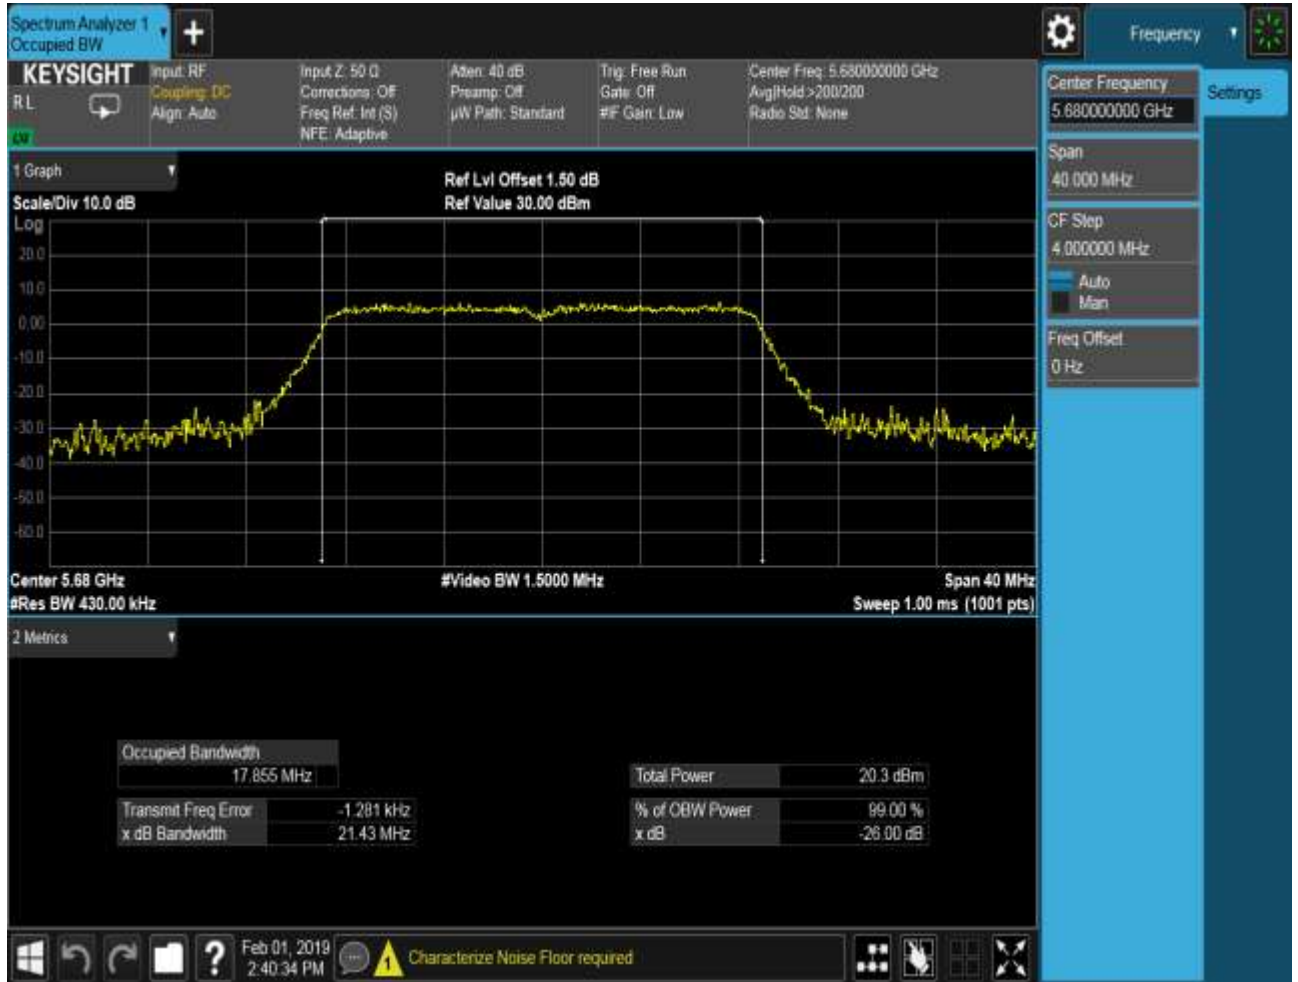 Spectrum Analyzer 1
Occupied BW
+
Frequency
KEYSIGHT
RL
Input: RF
Coupling: DC
Align: Auto
Input Z: 50 Ω
Corrections: Off
Freq Ref: Int (S)
NFE: Adaptive
Atten: 40 dB
Preamp: Off
µW Path: Standard
Trig: Free Run
Gate: Off
#IF Gain: Low
Center Freq: 5.680000000 GHz
Avg|Hold:>200/200
Radio Std: None
Center Frequency
5.680000000 GHz
Settings
Span
40.000 MHz
CF Step
4.000000 MHz
Auto
Man
Freq Offset
0 Hz
1 Graph
Ref Lvl Offset 1.50 dB
Scale/Div 10.0 dB
Ref Value 30.00 dBm
Log
20.0
10.0
0.00
-10.0
-20.0
-30.0
-40.0
-50.0
-60.0
Center 5.68 GHz
#Video BW 1.5000 MHz
Span 40 MHz
#Res BW 430.00 kHz
Sweep 1.00 ms (1001 pts)
2 Metrics
Occupied Bandwidth
17.855 MHz
Total Power 20.3 dBm
Transmit Freq Error -1.281 kHz
% of OBW Power 99.00 %
x dB Bandwidth 21.43 MHz
x dB -26.00 dB
?
Feb 01, 2019
2:40:34 PM
1
Characterize Noise Floor required